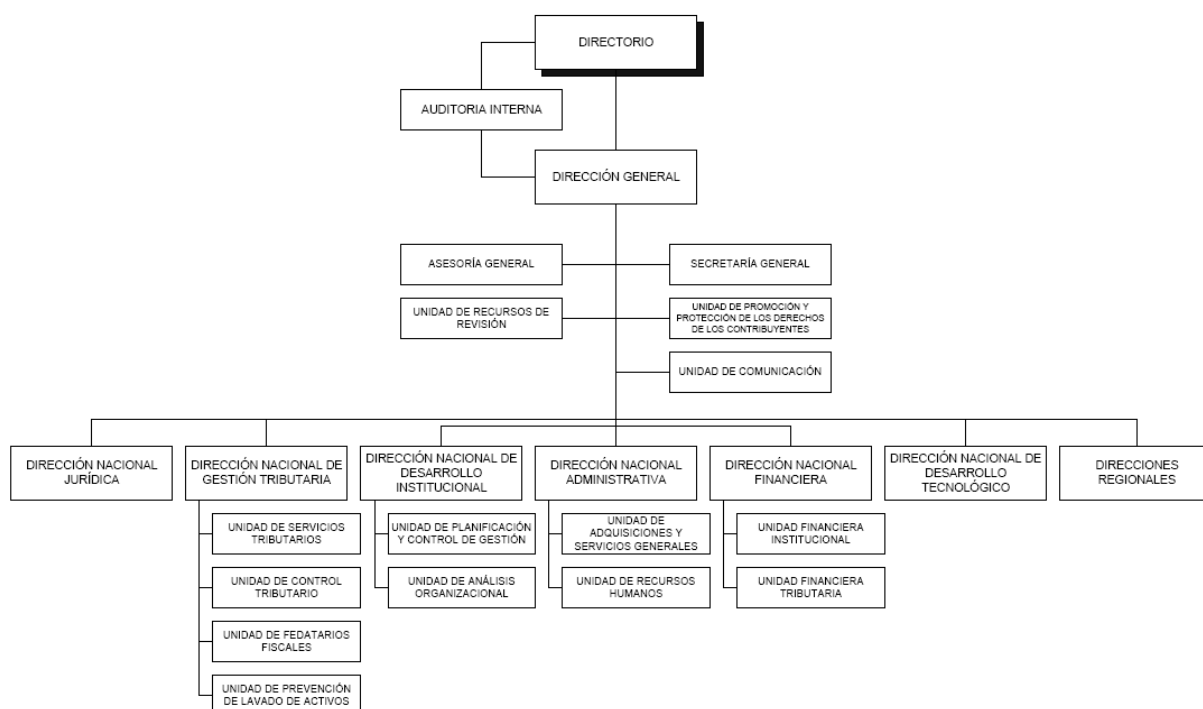 DIRECTORIO
AUDITORIA INTERNA
DIRECCIÓN GENERAL
ASESORÍA GENERAL
SECRETARÍA GENERAL
UNIDAD DE RECURSOS DE
REVISIÓN
UNIDAD DE PROMOCIÓN Y
PROTECCIÓN DE LOS DERECHOS
DE LOS CONTRIBUYENTES
UNIDAD DE COMUNICACIÓN
DIRECCIÓN NACIONAL
JURÍDICA
DIRECCIÓN NACIONAL DE
GESTIÓN TRIBUTARIA
DIRECCIÓN NACIONAL DE
DESARROLLO
INSTITUCIONAL
DIRECCIÓN NACIONAL
ADMINISTRATIVA
DIRECCIÓN NACIONAL
FINANCIERA
DIRECCIÓN NACIONAL DE
DESARROLLO
TECNOLÓGICO
DIRECCIONES
REGIONALES
UNIDAD DE SERVICIOS
TRIBUTARIOS
UNIDAD DE PLANIFICACIÓN
Y CONTROL DE GESTIÓN
UNIDAD DE
ADQUISICIONES Y
SERVICIOS GENERALES
UNIDAD FINANCIERA
INSTITUCIONAL
UNIDAD DE CONTROL
TRIBUTARIO
UNIDAD DE ANÁLISIS
ORGANIZACIONAL
UNIDAD DE RECURSOS
HUMANOS
UNIDAD FINANCIERA
TRIBUTARIA
UNIDAD DE FEDATARIOS
FISCALES
UNIDAD DE PREVENCIÓN
DE LAVADO DE ACTIVOS